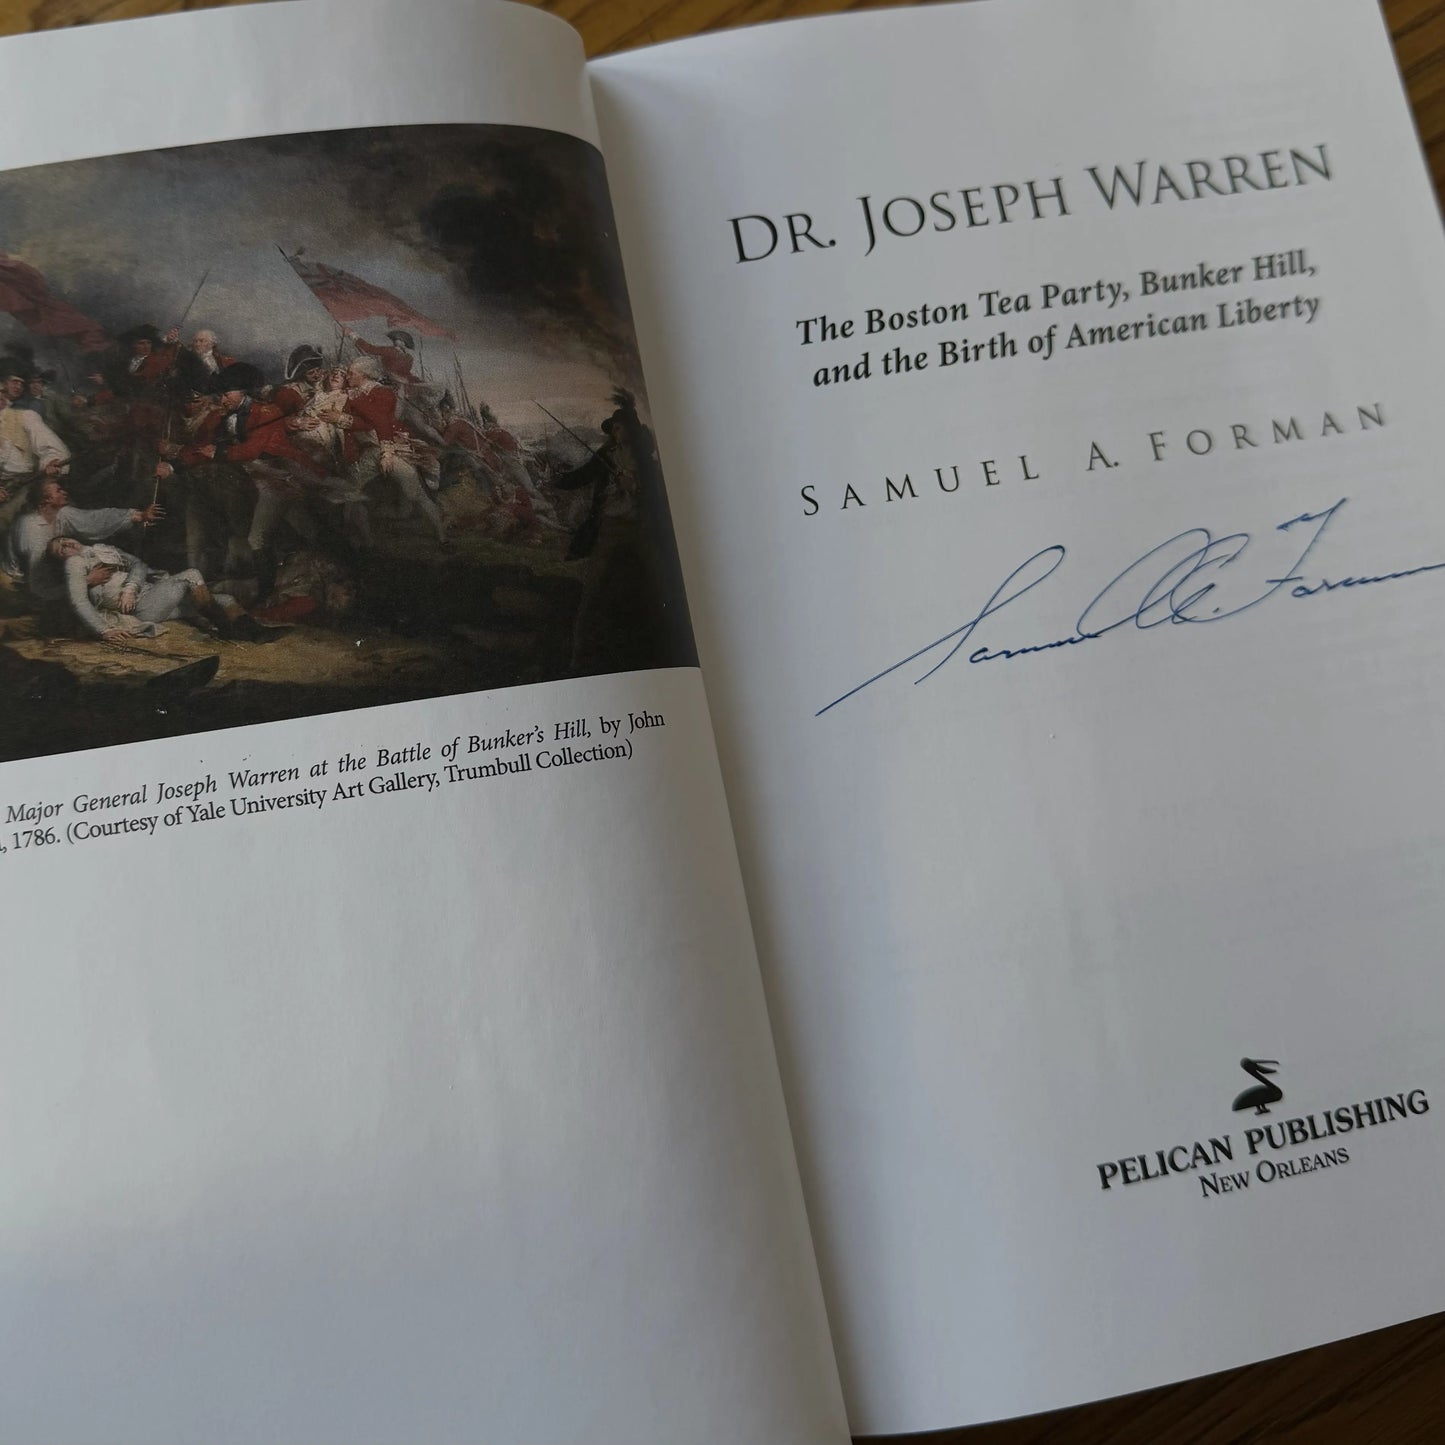 Major General Joseph Warren at the Battle of Bunker's Hill, by John
, 1786. (Courtesy of Yale University Art Gallery, Trumbull Collection)
DR. JOSEPH WARREN
The Boston Tea Party, Bunker Hill,
and the Birth of American Liberty
SAMUEL A. FORMAN
Samuel A. Forman
PELICAN PUBLISHING
NEW ORLEANS